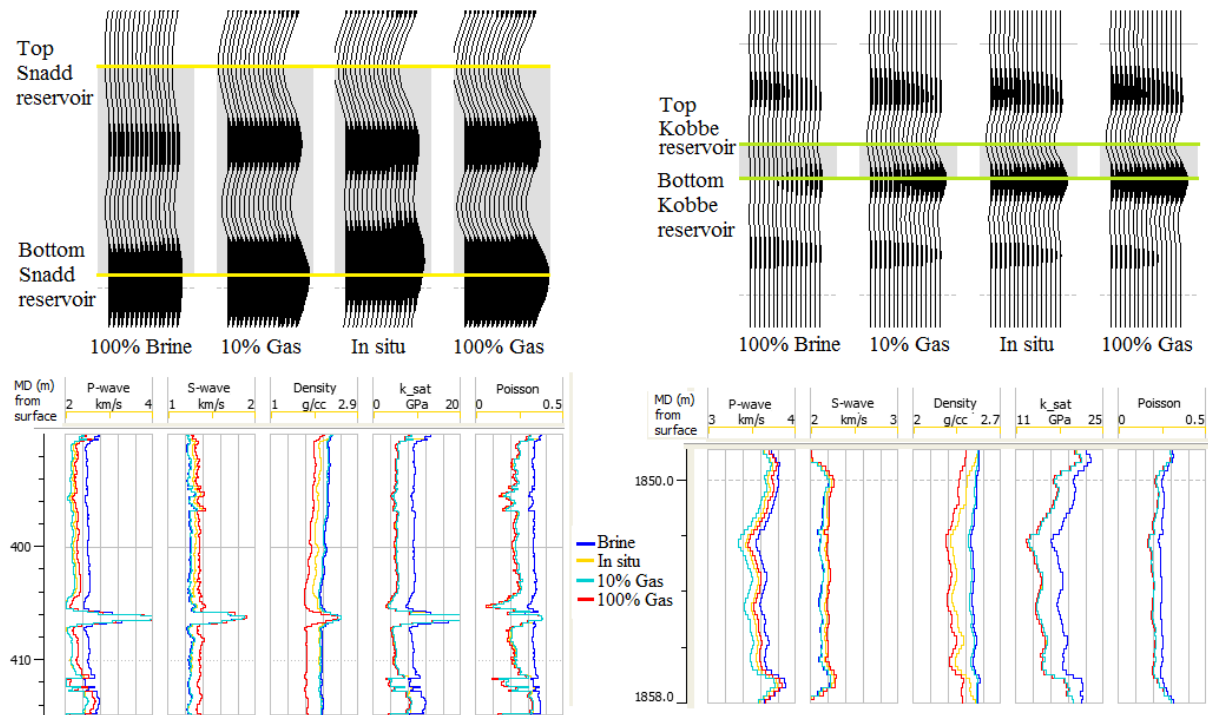 Top
Snadd
reservoir
Bottom
Snadd
reservoir
100% Brine 10% Gas In situ 100% Gas
Top
Kobbe
reservoir
Bottom
Kobbe
reservoir
100% Brine 10% Gas In situ 100% Gas
MD (m)
from
surface
P-wave
2 km/s 4
S-wave
1 km/s 2
Density
1 g/cc 2.9
k_sat
0 GPa 20
Poisson
0 0.5
400
410
Brine
In situ
10% Gas
100% Gas
MD (m)
from
surface
P-wave
3 km/s 4
S-wave
2 km/s 3
Density
2 g/cc 2.7
k_sat
11 GPa 25
Poisson
0 0.5
1850.0
1858.0